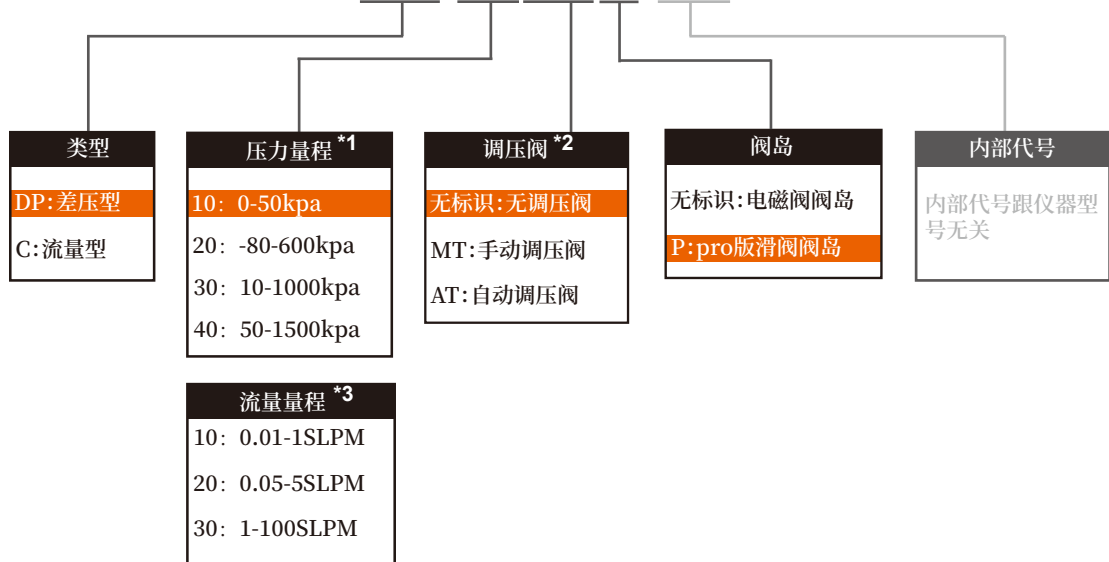 类型
DP:差压型
C:流量型
压力量程 *1
10: 0-50kpa
20: -80-600kpa
30: 10-1000kpa
40: 50-1500kpa
流量量程 *3
10: 0.01-1SLPM
20: 0.05-5SLPM
30: 1-100SLPM
调压阀 *2
无标识:无调压阀
MT:手动调压阀
AT:自动调压阀
阀岛
无标识:电磁阀阀岛
P:pro版滑阀阀岛
内部代号
内部代号跟仪器型
号无关